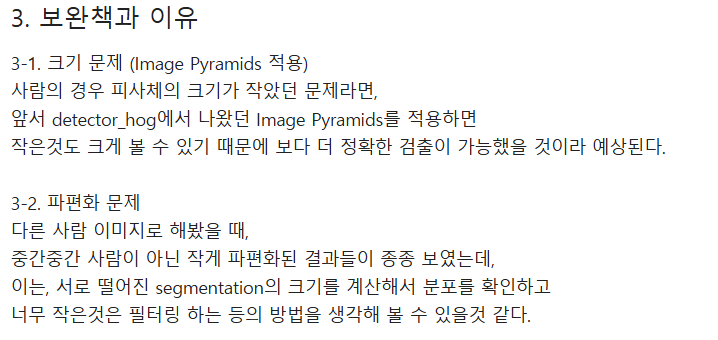 3. 보완책과 이유
3-1. 크기 문제 (Image Pyramids 적용)
사람의 경우 피사체의 크기가 작았던 문제라면,
앞서 detector_hog에서 나왔던 Image Pyramids를 적용하면
작은것도 크게 볼 수 있기 때문에 보다 더 정확한 검출이 가능했을 것이라 예상된다.
3-2. 파편화 문제
다른 사람 이미지로 해봤을 때,
중간중간 사람이 아닌 작게 파편화된 결과들이 종종 보였는데,
이는, 서로 떨어진 segmentation의 크기를 계산해서 분포를 확인하고
너무 작은것은 필터링 하는 등의 방법을 생각해 볼 수 있을것 같다.